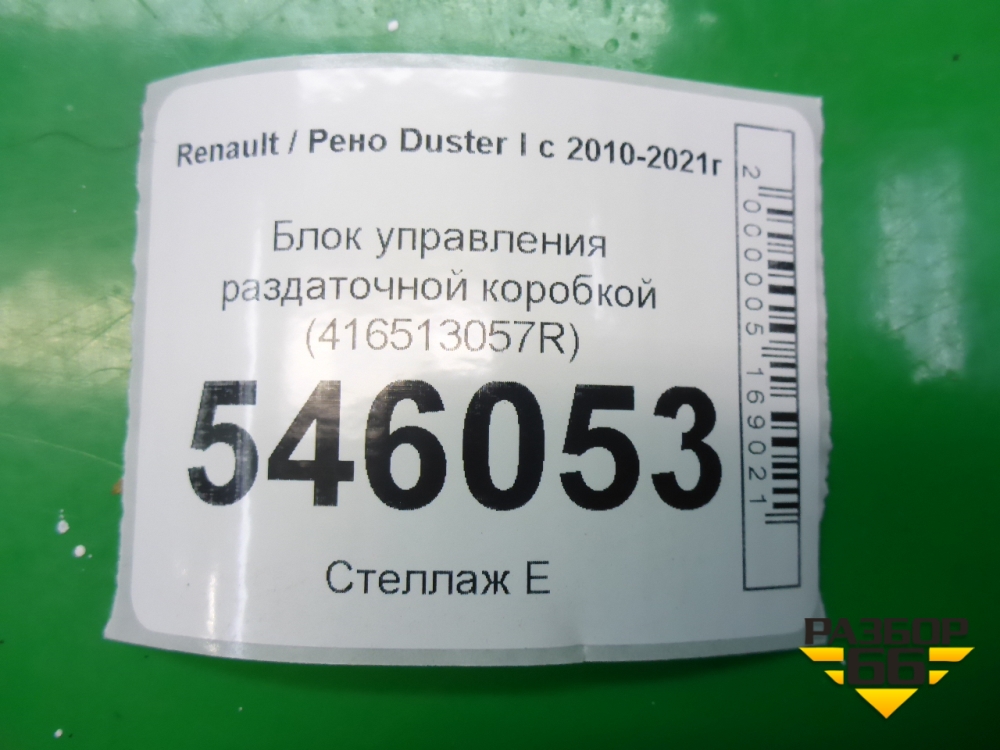 Renault / Рено Duster I с 2010-2021г
Блок управления
раздаточной коробкой
(416513057R)
546053
Стеллаж Е
2000005169021
РАЗБОР
66